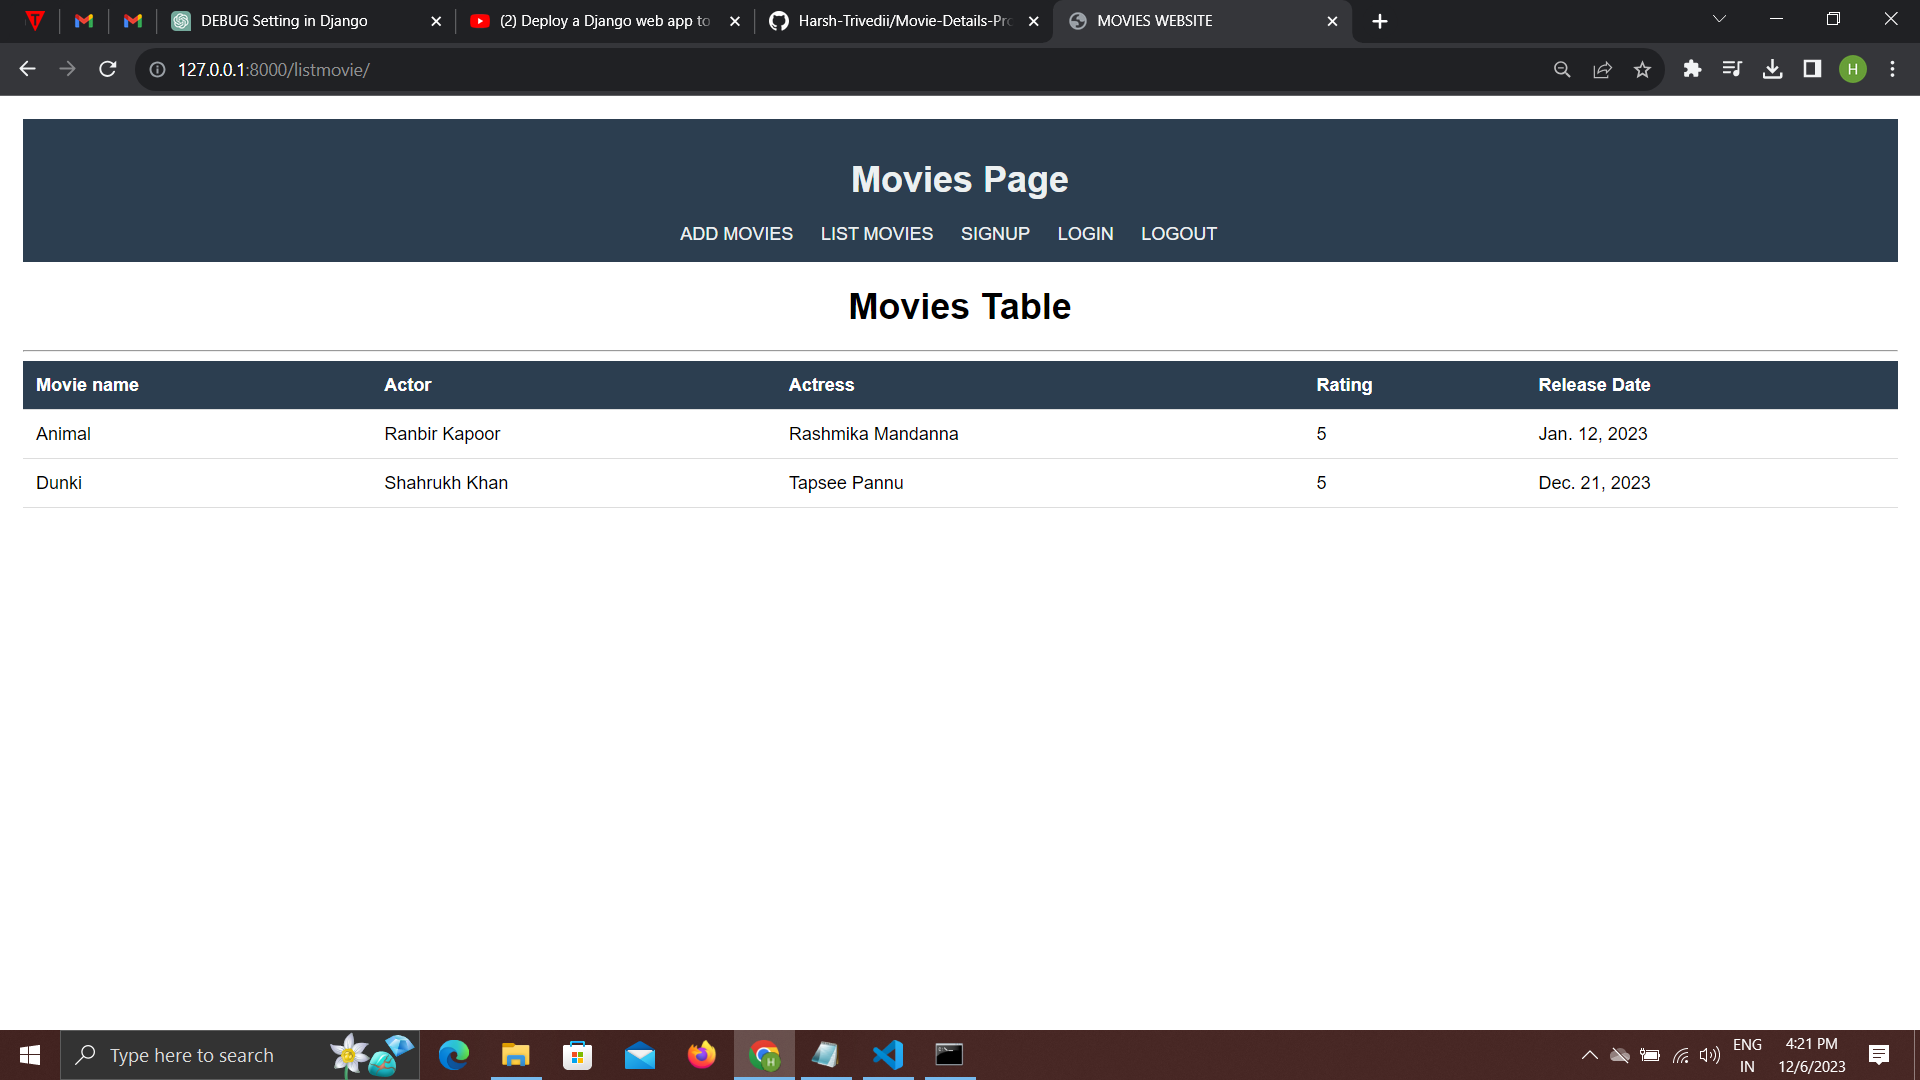 DEBUG Setting in Django
(2) Deploy a Django web app to
Harsh-Trivedii/Movie-Details-Pro
MOVIES WEBSITE
127.0.0.1:8000/listmovie/
H
Movies Page
ADD MOVIES LIST MOVIES SIGNUP LOGIN LOGOUT
Movies Table
Movie name Actor Actress Rating Release Date
Animal Ranbir Kapoor Rashmika Mandanna 5 Jan. 12, 2023
Dunki Shahrukh Khan Tapsee Pannu 5 Dec. 21, 2023
Type here to search
H
ENG
IN
4:21 PM
12/6/2023